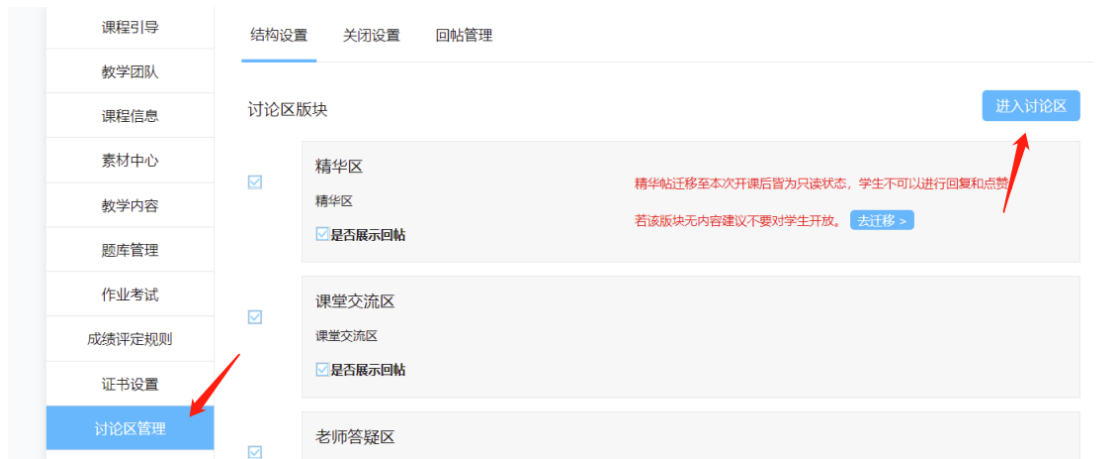 课程引导
教学团队
课程信息
素材中心
教学内容
题库管理
作业考试
成绩评定规则
证书设置
讨论区管理
结构设置 关闭设置 回帖管理
讨论区版块 进入讨论区
精华区
精华区
是否展示回帖
精华帖迁移至本次开课后皆为只读状态，学生不可以进行回复和点赞
若该版块无内容建议不要对学生开放。 去迁移 >
课堂交流区
课堂交流区
是否展示回帖
老师答疑区